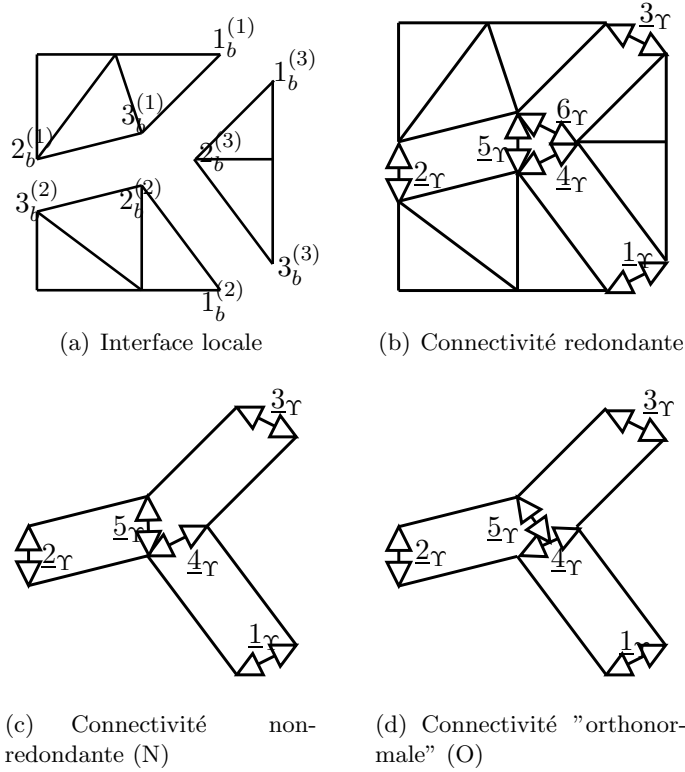 1_b^(1)
3_b^(1)
2_b^(1)
1_b^(3)
2_b^(3)
3_b^(3)
3_b^(2)
2_b^(2)
1_b^(2)
(a) Interface locale
3Υ
6Υ
5Υ
4Υ
2Υ
1Υ
(b) Connectivité redondante
3Υ
5Υ
4Υ
2Υ
1Υ
(c) Connectivité non-
redondante (N)
3Υ
5Υ
4Υ
2Υ
1Υ
(d) Connectivité "orthonor-
male" (O)